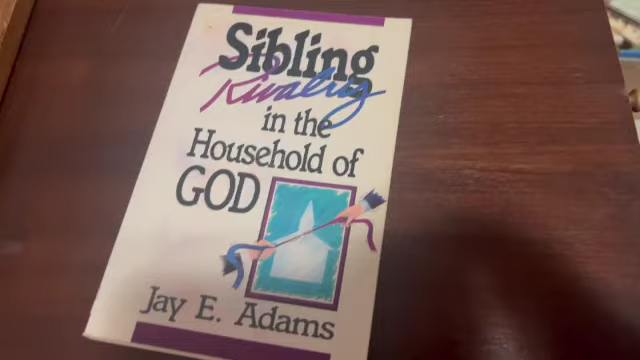 Sibling
Rivalry
in the
Household of
GOD
Jay E. Adams